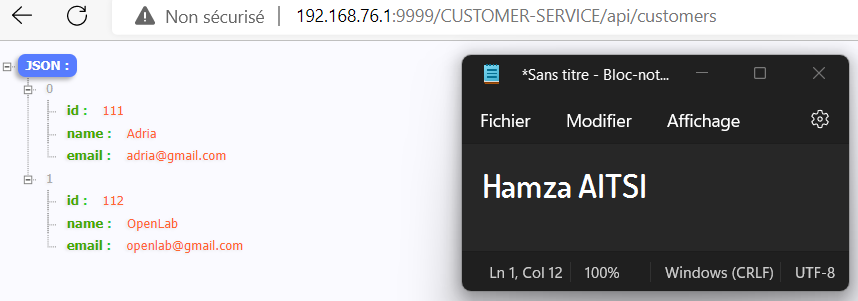 Non sécurisé
192.168.76.1:9999/CUSTOMER-SERVICE/api/customers
JSON :
0
id : 111
name : Adria
email : adria@gmail.com
1
id : 112
name : OpenLab
email : openlab@gmail.com
*Sans titre - Bloc-not...
Fichier Modifier Affichage
Hamza AITSI
Ln 1, Col 12 100% Windows (CRLF) UTF-8